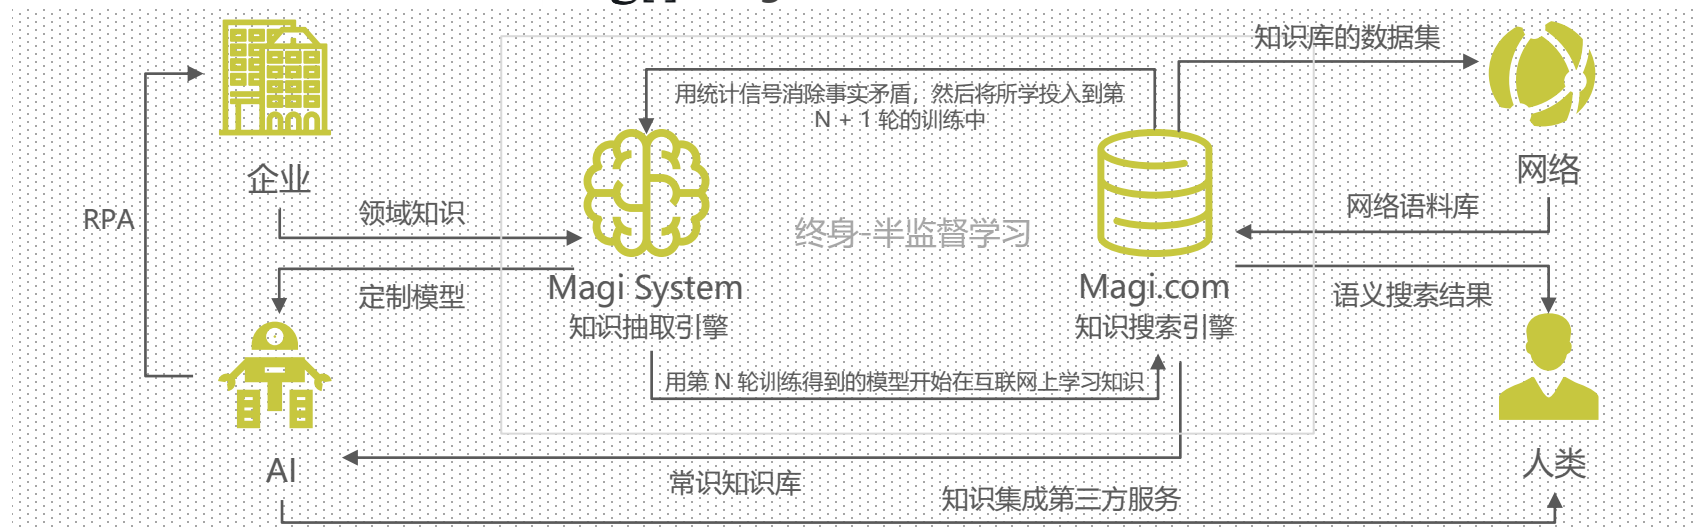 知识库的数据集
用统计信号消除事实矛盾，然后将所学投入到第
N + 1 轮的训练中
企业
网络
RPA
领域知识
网络语料库
终身-半监督学习
定制模型
Magi System
知识抽取引擎
Magi.com
知识搜索引擎
语义搜索结果
用第 N 轮训练得到的模型开始在互联网上学习知识
AI
人类
常识知识库
知识集成第三方服务